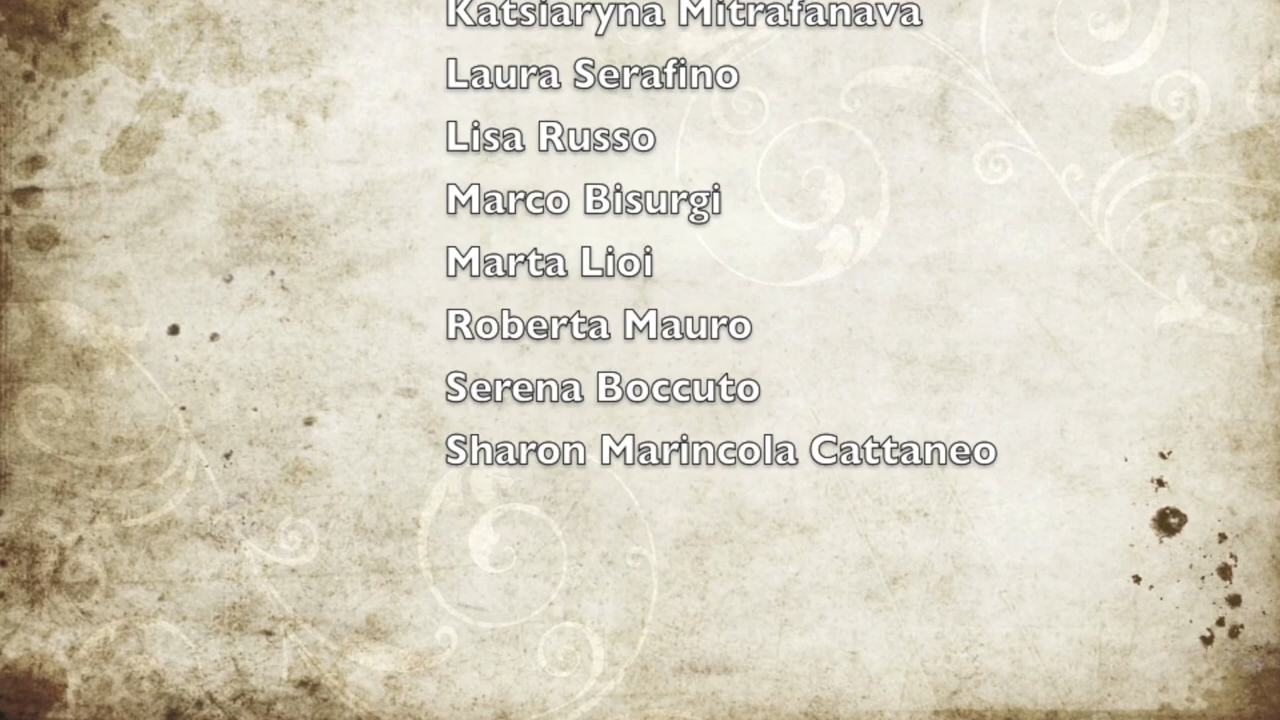 Katsiaryna Mitrafanava
Laura Serafino
Lisa Russo
Marco Bisurgi
Marta Lioi
Roberta Mauro
Serena Boccuto
Sharon Marincola Cattaneo